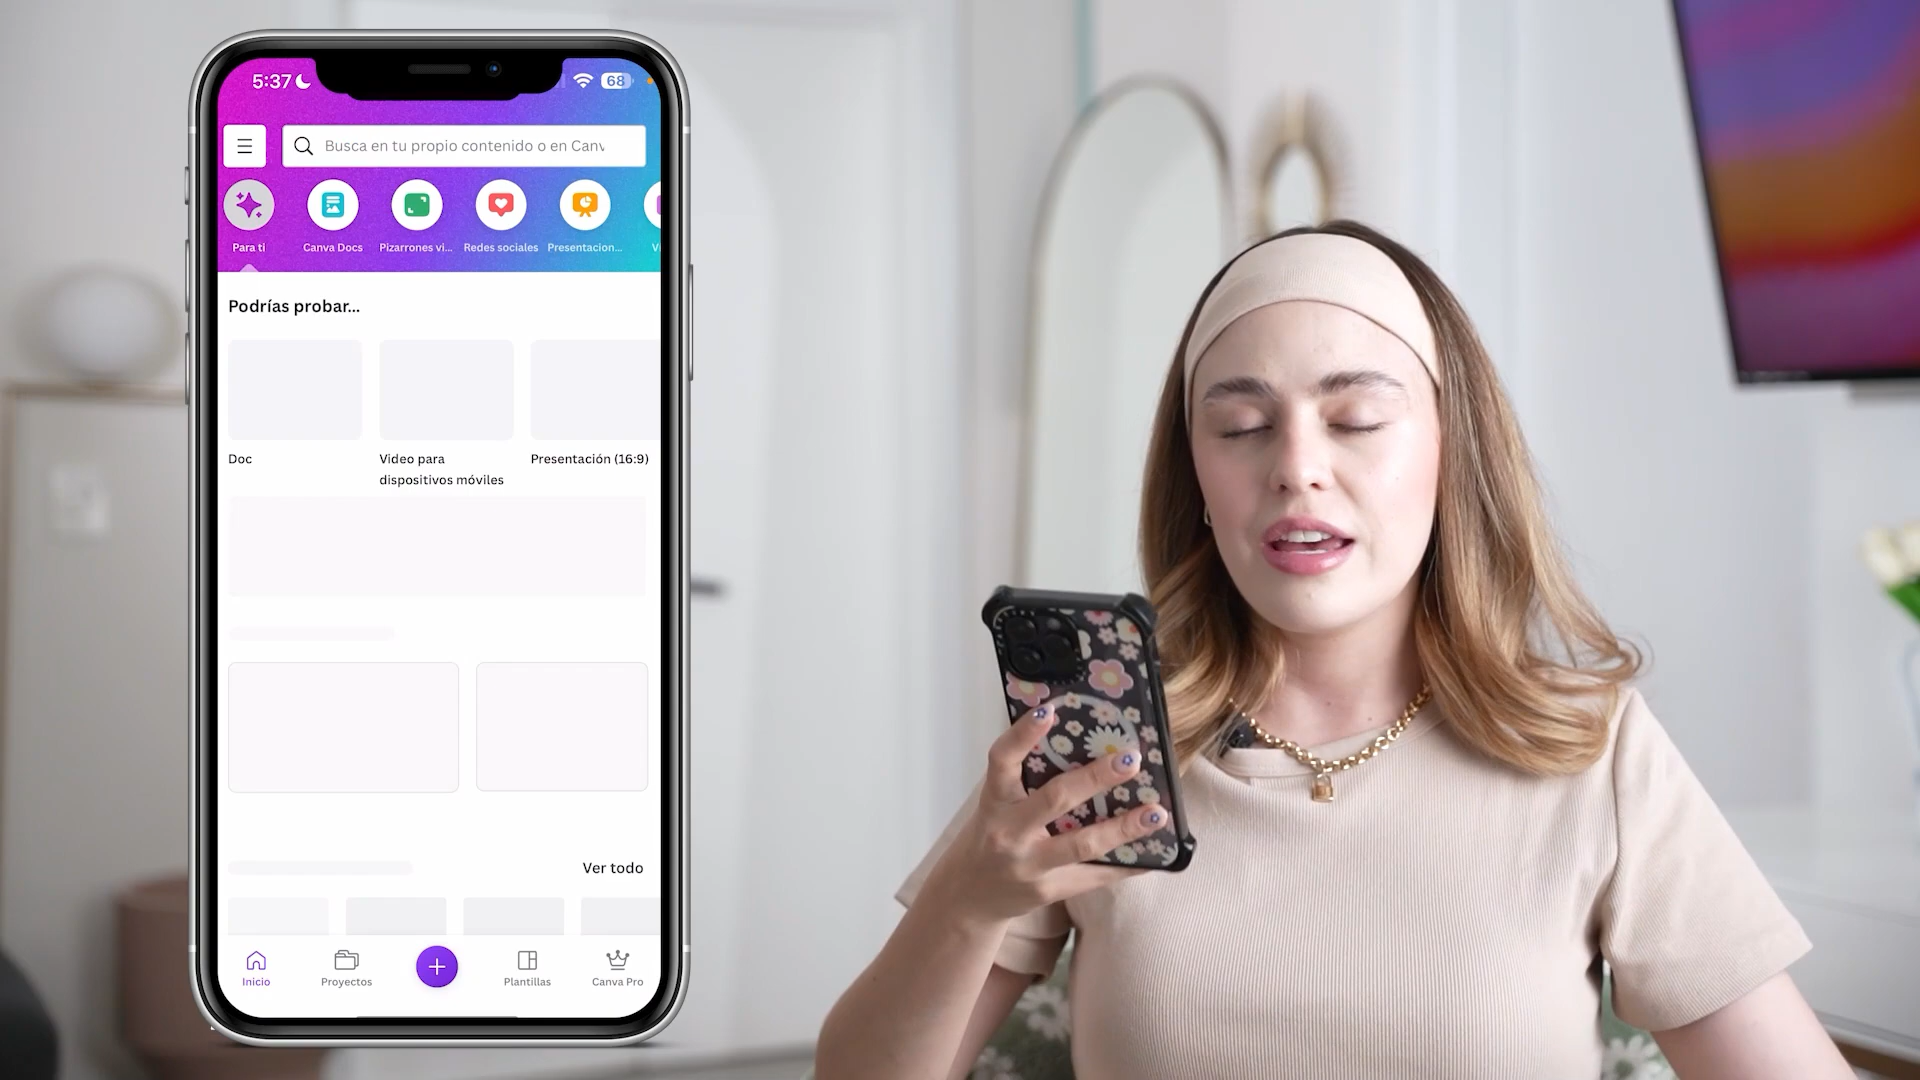 5:37
68
Busca en tu propio contenido o en Canv
Para ti
Canva Docs
Pizarrones vi...
Redes sociales
Presentacion...
Podrías probar...
Doc
Video para
dispositivos móviles
Presentación (16:9)
Ver todo
Inicio
Proyectos
Plantillas
Canva Pro